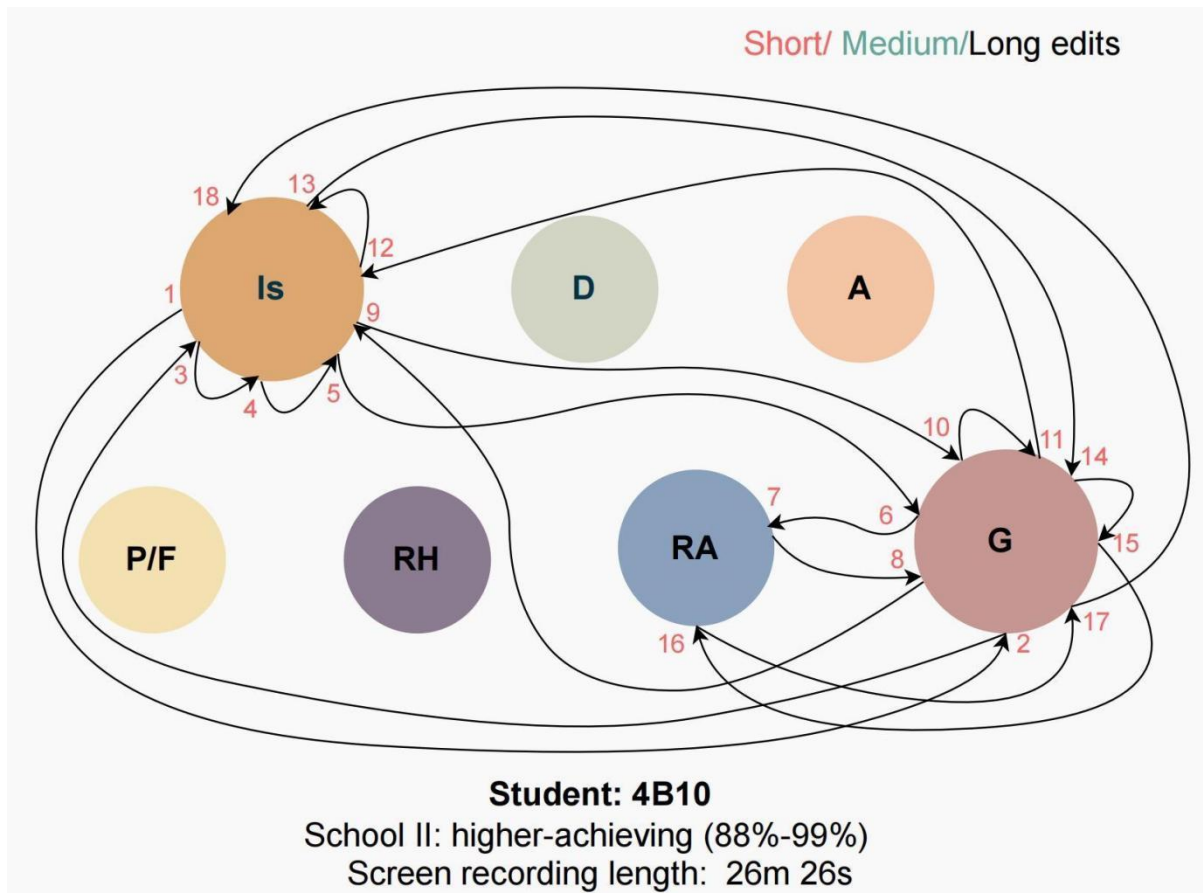 Short/ Medium/Long edits
18
13
12
1
Is
D
A
9
3
4
5
10
11
14
P/F
RH
RA
7
6
8
G
15
16
2
17
Student: 4B10
School II: higher-achieving (88%-99%)
Screen recording length: 26m 26s